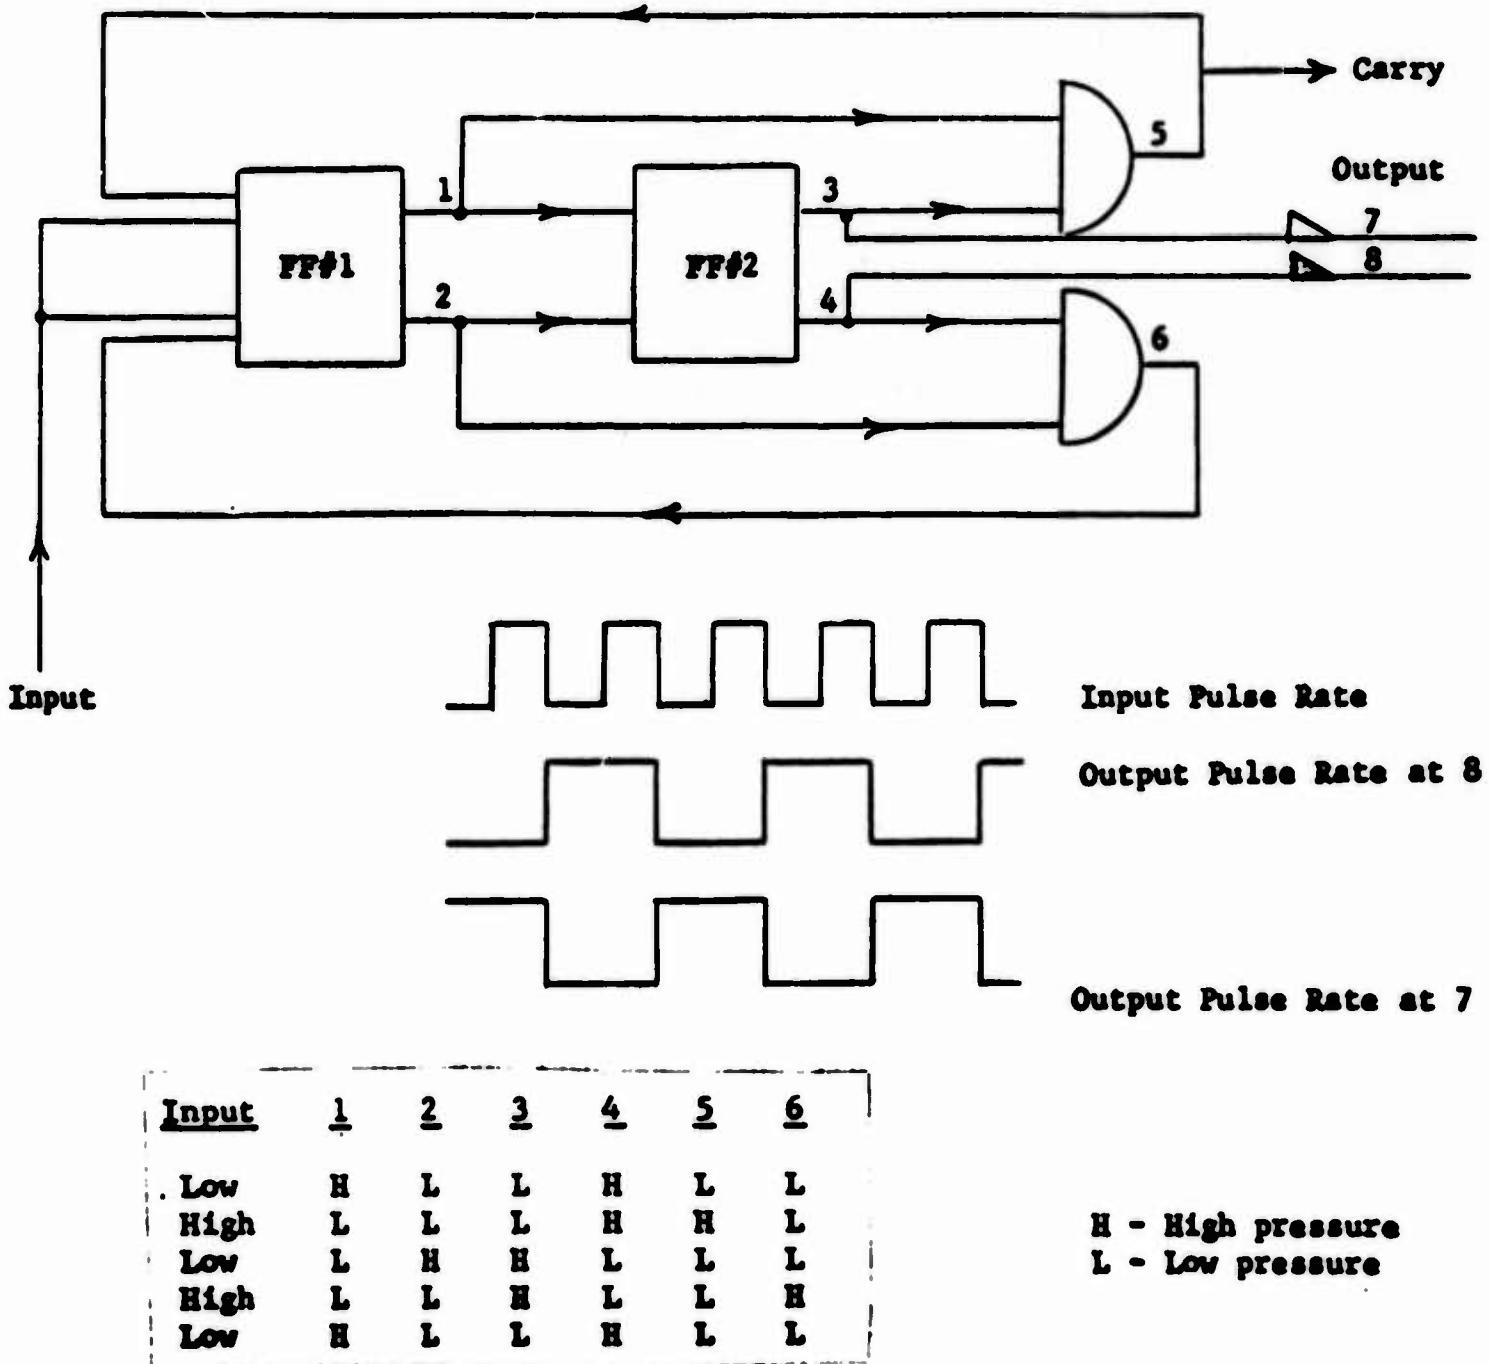 Carry
5
Output
1
3
7
FF#1
FF#2
8
2
4
6
Input
Input Pulse Rate
Output Pulse Rate at 8
Output Pulse Rate at 7
Input 1 2 3 4 5 6
Low H L L H L L
High L L L H H L
Low L H H L L L
High L L H L L H
Low H L L H L L
H - High pressure
L - Low pressure